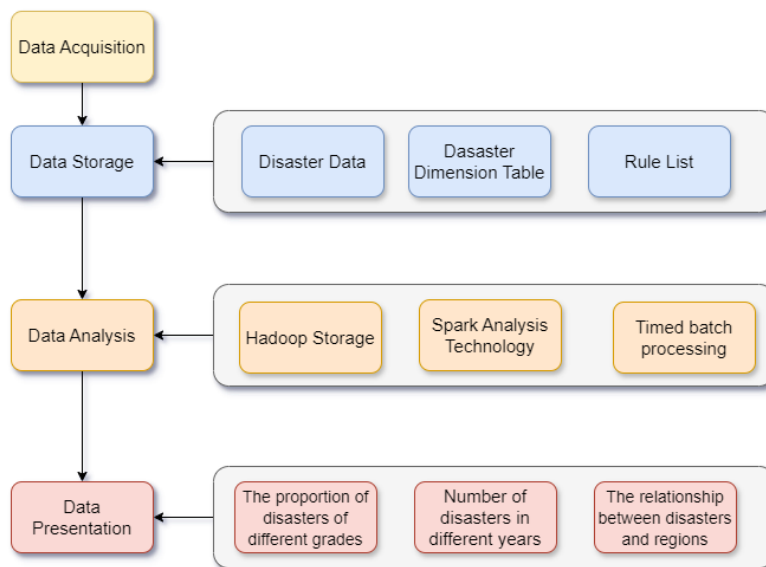 Data Acquisition
Data Storage
Disaster Data
Dasaster
Dimension Table
Rule List
Data Analysis
Hadoop Storage
Spark Analysis
Technology
Timed batch
processing
Data
Presentation
The proportion of
disasters of
different grades
Number of
disasters in
different years
The relationship
between disasters
and regions